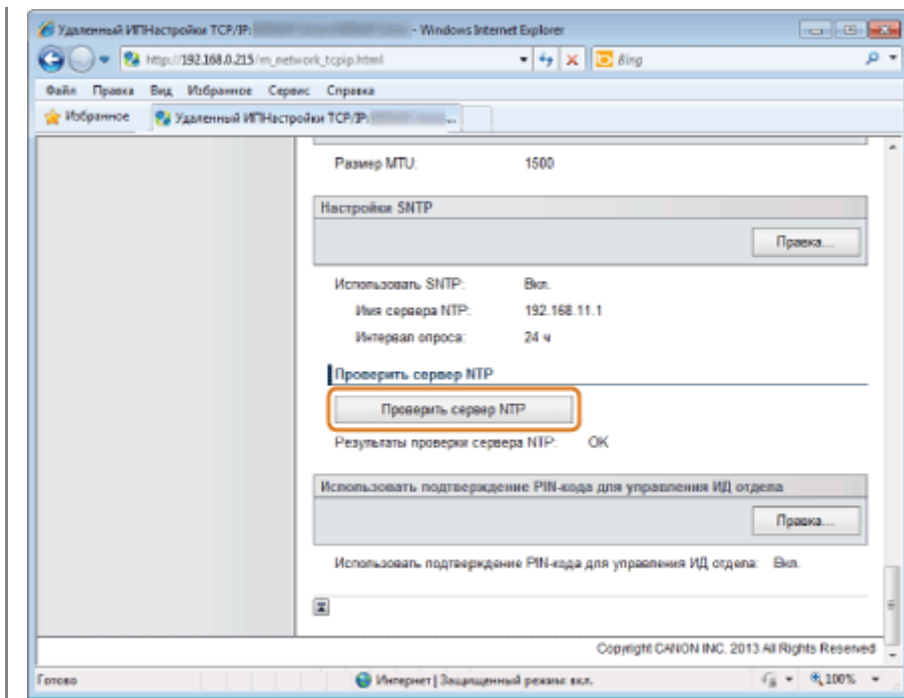 Удаленный ИПНастройки TCP/IP: - Windows Internet Explorer
http://192.168.0.215/m_network_tcpip.html
Bing
Файл Правка Вид Избранное Сервис Справка
Избранное Удаленный ИПНастройки TCP/IP: ...
Размер MTU: 1500
Настройки SNTP
Правка...
Использовать SNTP: Вкл.
Имя сервера NTP: 192.168.11.1
Интервал опроса: 24 ч
Проверить сервер NTP
Проверить сервер NTP
Результаты проверки сервера NTP: OK
Использовать подтверждение PIN-кода для управления ИД отдела
Правка...
Использовать подтверждение PIN-кода для управления ИД отдела: Вкл.
Copyright CANON INC. 2013 All Rights Reserved
Готово Интернет | Защищенный режим: вкл. 100%